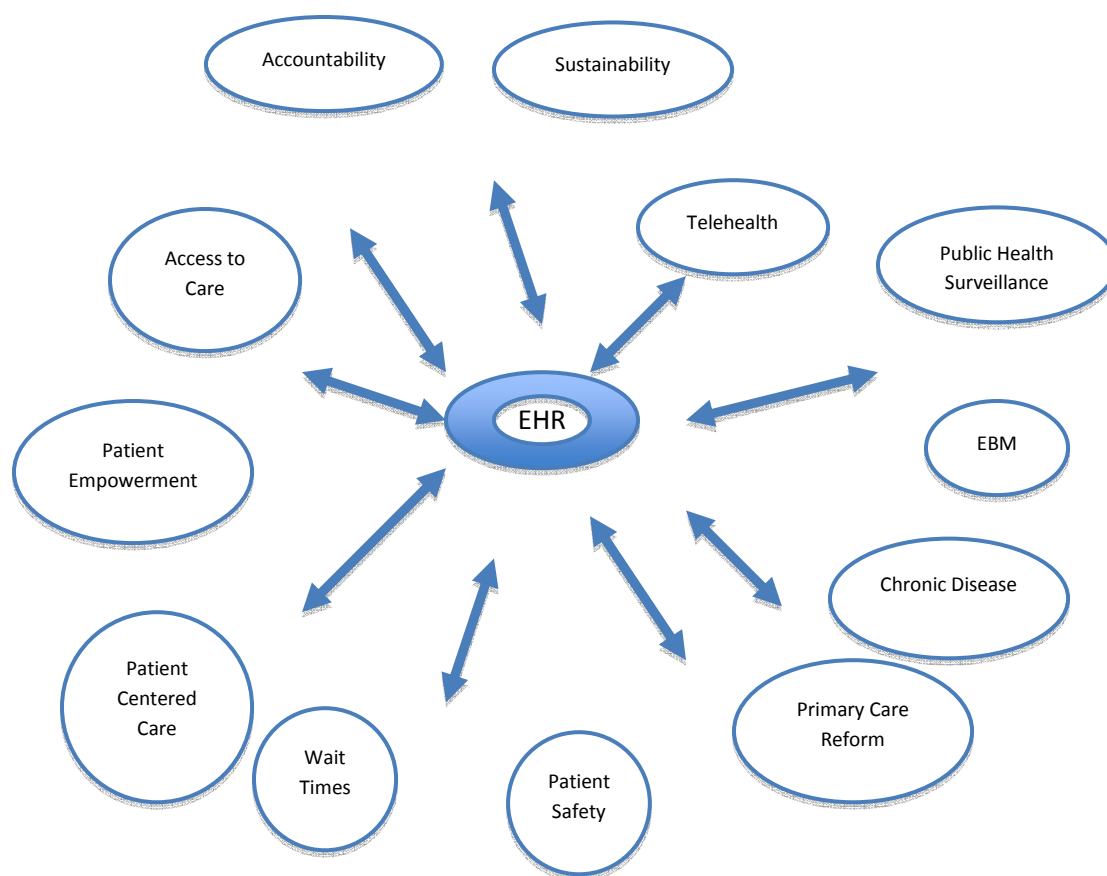 Accountability
Sustainability
Telehealth
Access to
Care
Public Health
Surveillance
EHR
Patient
Empowerment
EBM
Chronic Disease
Patient
Centered
Care
Primary Care
Reform
Wait
Times
Patient
Safety